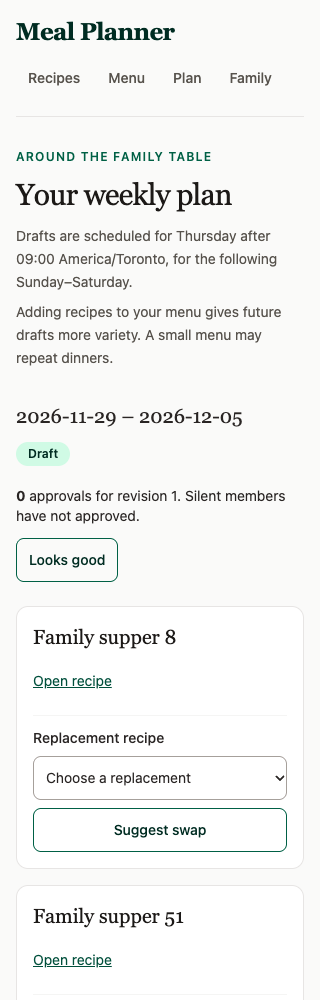 Meal Planner
Recipes Menu Plan Family
AROUND THE FAMILY TABLE
Your weekly plan
Drafts are scheduled for Thursday after
09:00 America/Toronto, for the following
Sunday–Saturday.
Adding recipes to your menu gives future
drafts more variety. A small menu may
repeat dinners.
2026-11-29 – 2026-12-05
Draft
0 approvals for revision 1. Silent members
have not approved.
Looks good
Family supper 8
Open recipe
Replacement recipe
Choose a replacement
Suggest swap
Family supper 51
Open recipe